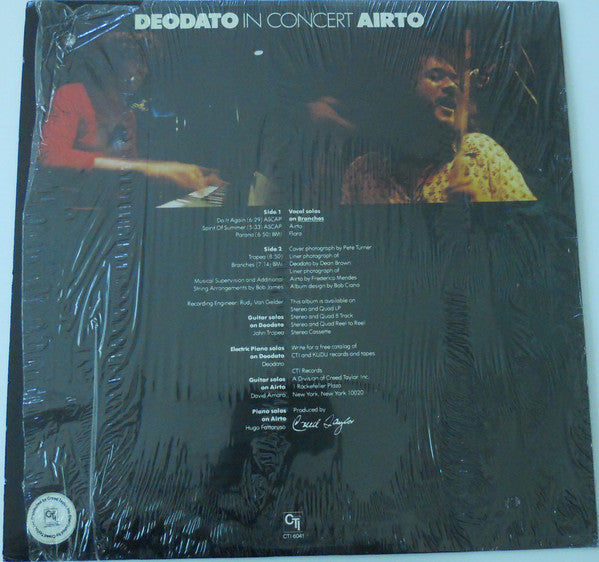 DEODATO IN CONCERT AIRTO
Side 1
Do It Again (6:29) ASCAP
Spirit Of Summer (5:33) ASCAP
Parana (6:50) BMI
Side 2
Tropea (8:50)
Branches (7:14) BMI
Musical Supervision and Additional
String Arrangements by Bob James
Recording Engineer: Rudy Van Gelder
Guitar solos
on Deodato
John Tropea
Electric Piano solos
on Deodato
Deodato
Guitar solos
on Airto
David Amaro
Piano solos
on Airto
Hugo Fattoruso
Vocal solos
on Branches
Airto
Flora
Cover photograph by Pete Turner
Liner photograph of
Deodato by Dean Brown
Liner photograph of
Airto by Frederico Mendes
Album design by Bob Ciano
This album is available on
Stereo and Quad LP
Stereo and Quad 8 Track
Stereo and Quad Reel to Reel
Stereo Cassette
Write for a free catalog of
CTI and KUDU records and tapes
CTI Records
A Division of Creed Taylor, Inc.
1 Rockefeller Plaza
New York, New York 10020
Produced by
Creed Taylor
CTI
CTI 6041